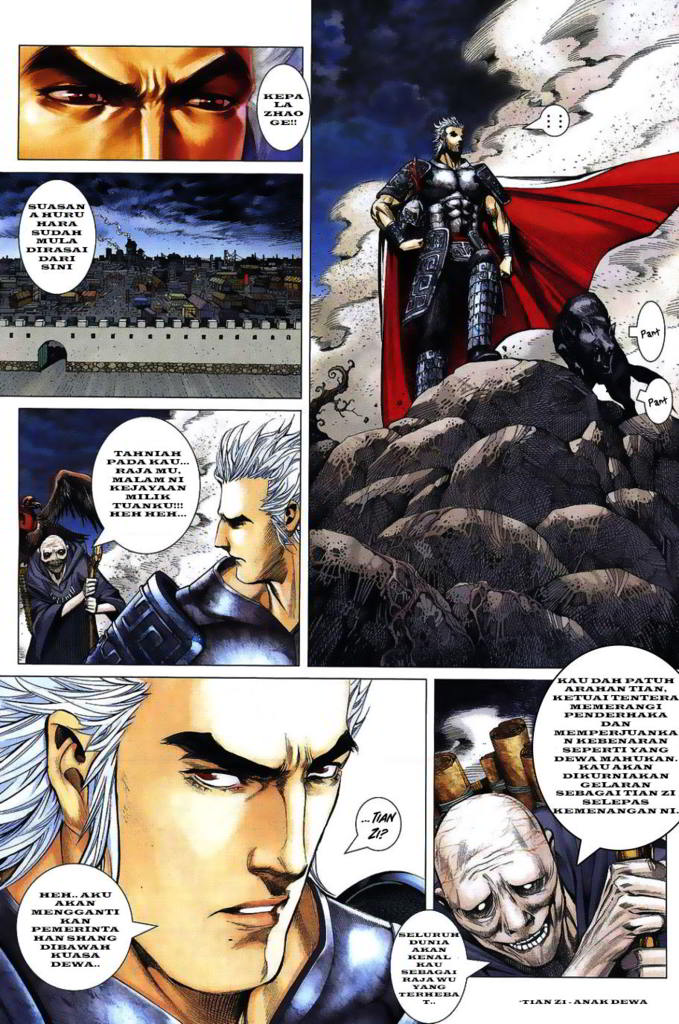 KEPA
LA
ZHAO
GE!!
...
SUASAN
A HURU
HARA
SUDAH
MULA
DIRASAI
DARI
SINI
Pant
Pant
TAHNIAH
PADA KAU...
RAJA MU,
MALAM NI
KEJAYAAN
MILIK
TUANKU!!!
HEH HEH...
KAU DAH PATUH
ARAHAN TIAN,
KETUAI TENTERA
MEMERANGI
PENDERHAKA
DAN
MEMPERJUANKA
N KEBENARAN
SEPERTI YANG
DEWA MAHUKAN.
KAU AKAN
DIKURNIAKAN
GELARAN
SEBAGAI TIAN ZI
SELEPAS
KEMENANGAN NI.
...TIAN
ZI?
HEH.. AKU
AKAN
MENGGANTI
KAN
PEMERINTA
HAN SHANG
DIBAWAH
KUASA
DEWA..
SELURUH
DUNIA
AKAN
KENAL
KAU
SEBAGAI
RAJA WU
YANG
TERHEBA
T..
*TIAN ZI - ANAK DEWA